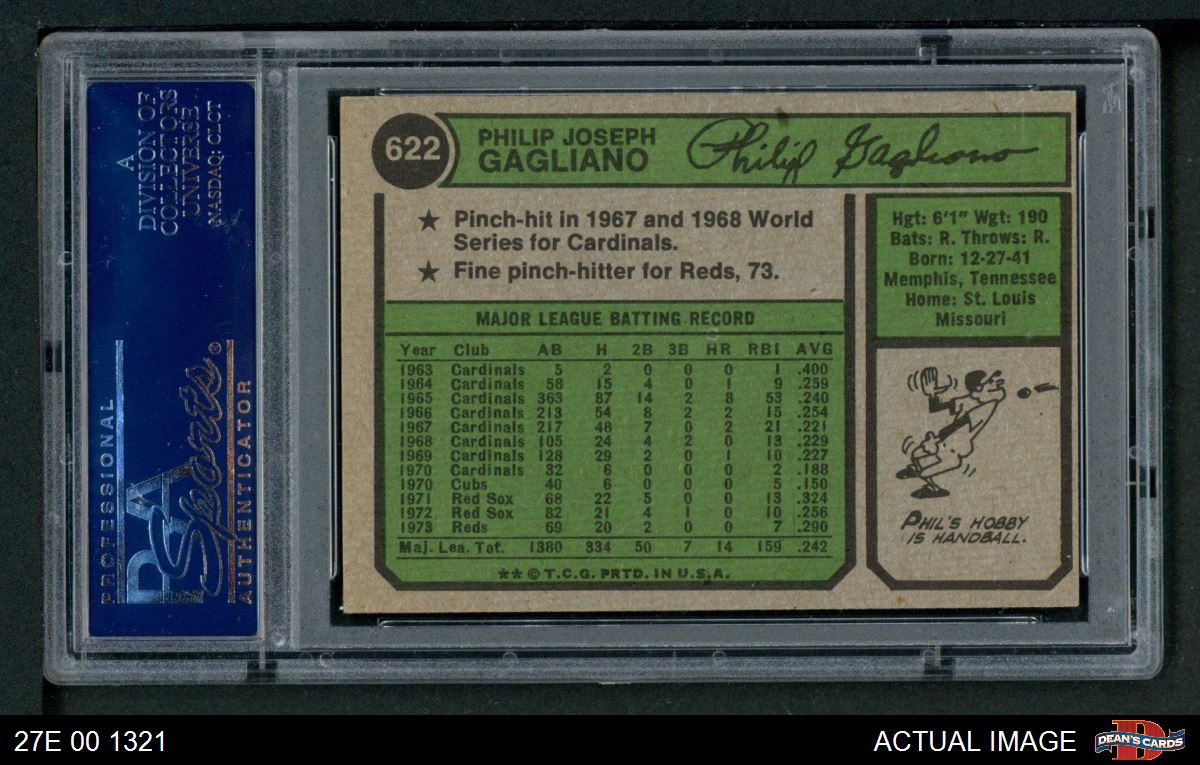 A
DIVISION OF
COLLECTORS
UNIVERSE
NASDAQ: CLCT
PROFESSIONAL
PSA
Sports®
AUTHENTICATOR
622
PHILIP JOSEPH
GAGLIANO
Philip Gagliano
★ Pinch-hit in 1967 and 1968 World
Series for Cardinals.
★ Fine pinch-hitter for Reds, 73.
MAJOR LEAGUE BATTING RECORD
Year Club AB H 2B 3B HR RBI AVG
1963 Cardinals 5 2 0 0 0 1 .400
1964 Cardinals 58 15 4 0 1 9 .259
1965 Cardinals 363 87 14 2 8 53 .240
1966 Cardinals 213 54 8 2 2 15 .254
1967 Cardinals 217 48 7 0 2 21 .221
1968 Cardinals 105 24 4 2 0 13 .229
1969 Cardinals 128 29 2 0 1 10 .227
1970 Cardinals 32 6 0 0 0 2 .188
1970 Cubs 40 6 0 0 0 5 .150
1971 Red Sox 68 22 5 0 0 13 .324
1972 Red Sox 82 21 4 1 0 10 .256
1973 Reds 69 20 2 0 0 7 .290
Maj. Lea. Tot. 1380 334 50 7 14 159 .242
★★ © T.C.G. PRTD. IN U.S.A.
Hgt: 6'1" Wgt: 190
Bats: R. Throws: R.
Born: 12-27-41
Memphis, Tennessee
Home: St. Louis
Missouri
PHIL'S HOBBY
IS HANDBALL.
27E 00 1321
ACTUAL IMAGE
D
DEAN'S CARDS